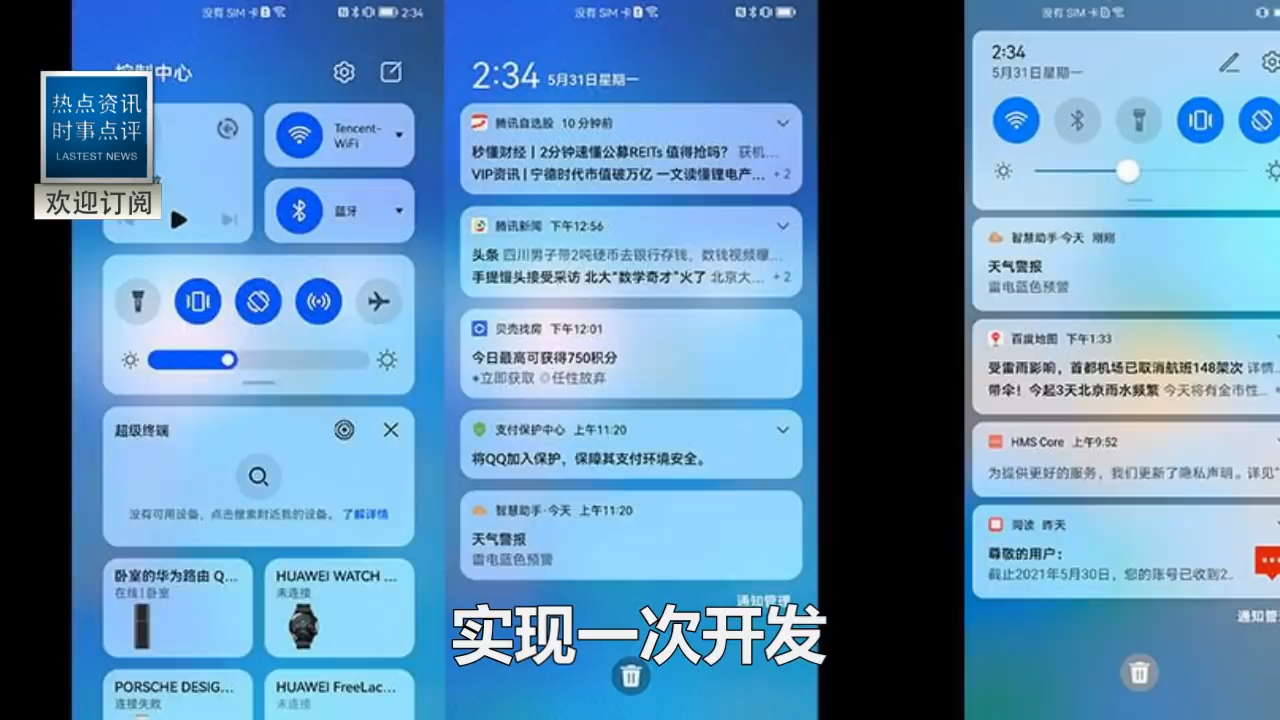 热点资讯
时事点评
LASTEST NEWS
欢迎订阅
没有 SIM 卡
2:34
控制中心
Tencent-
WiFi
蓝牙
超级终端
没有可用设备，点击搜索附近我的设备。了解详情
卧室的华为路由 Q...
在线 | 卧室
HUAWEI WATCH ...
未连接
PORSCHE DESIG...
连接失败
HUAWEI FreeLac...
未连接
没有 SIM 卡
2:34 5月31日星期一
腾讯自选股 10 分钟前
秒懂财经丨2分钟速懂公募REITs 值得抢吗？ 获机...
VIP资讯 | 宁德时代市值破万亿 一文读懂锂电产... + 2
腾讯新闻 下午12:56
头条 四川男子带2吨硬币去银行存钱，数钱视频曝...
手提馒头接受采访 北大“数学奇才”火了 北京大... + 2
贝壳找房 下午12:01
今日最高可获得750积分
立即获取 任性放弃
支付保护中心 上午11:20
将QQ加入保护，保障其支付环境安全。
智慧助手·今天 上午11:20
天气警报
雷电蓝色预警
通知管理
没有 SIM 卡
2:34
5月31日星期一
智慧助手·今天 刚刚
天气警报
雷电蓝色预警
百度地图 下午1:33
受雷雨影响，首都机场已取消航班148架次 详情...
带伞！今起3天北京雨水频繁 今天将有全市性...
HMS Core 上午9:52
为提供更好的服务，我们更新了隐私声明。详见“
阅读 昨天
尊敬的用户：
截止2021年5月30日，您的账号已收到2...
通知管
实现一次开发